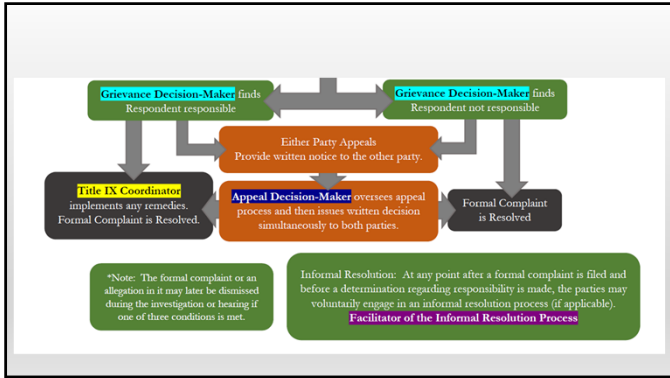 Grievance Decision-Maker finds
Respondent responsible
Grievance Decision-Maker finds
Respondent not responsible
Either Party Appeals
Provide written notice to the other party.
Title IX Coordinator
implements any remedies.
Formal Complaint is Resolved.
Appeal Decision-Maker oversees appeal
process and then issues written decision
simultaneously to both parties.
Formal Complaint
is Resolved
*Note: The formal complaint or an
allegation in it may later be dismissed
during the investigation or hearing if
one of three conditions is met.
Informal Resolution: At any point after a formal complaint is filed and
before a determination regarding responsibility is made, the parties may
voluntarily engage in an informal resolution process (if applicable).
Facilitator of the Informal Resolution Process